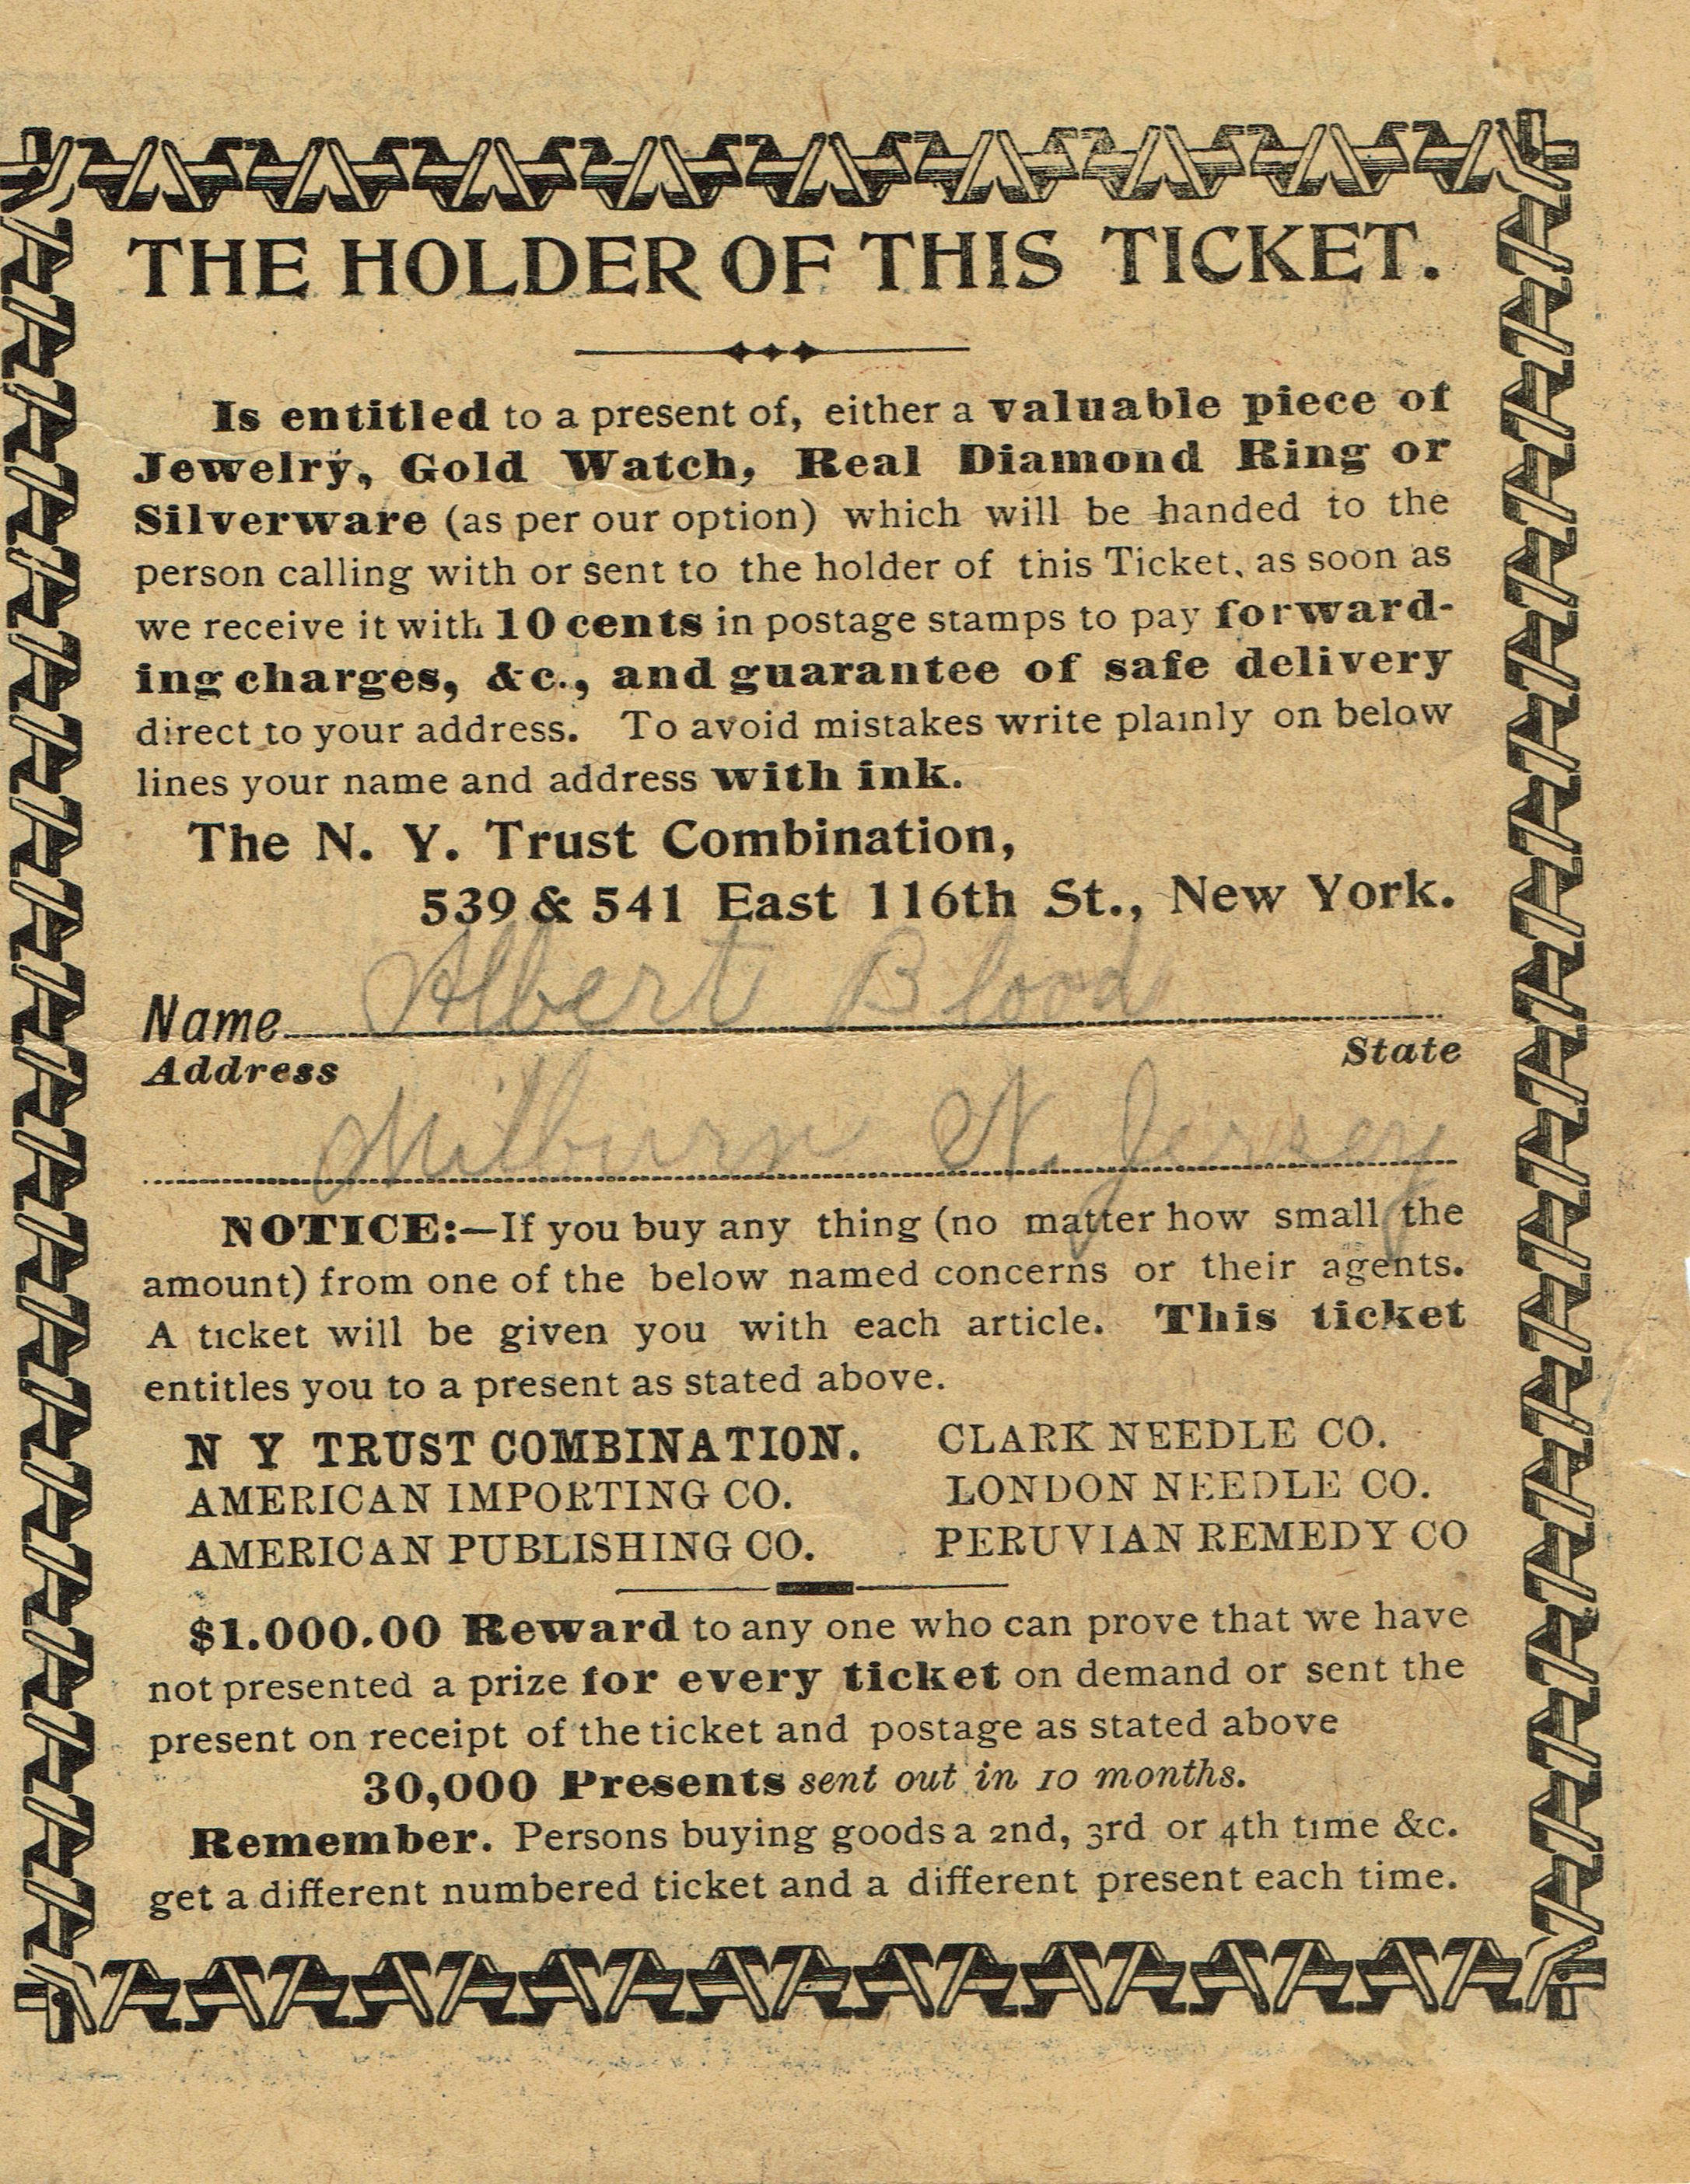 THE HOLDER OF THIS TICKET.
Is entitled to a present of, either a valuable piece of
Jewelry, Gold Watch, Real Diamond Ring or
Silverware (as per our option) which will be handed to the
person calling with or sent to the holder of this Ticket, as soon as
we receive it with 10 cents in postage stamps to pay forward-
ing charges, &c., and guarantee of safe delivery
direct to your address. To avoid mistakes write plainly on below
lines your name and address with ink.
The N. Y. Trust Combination,
539 & 541 East 116th St., New York.
Name Albert Blood
Address State
Milburn N. Jersey
NOTICE:—If you buy any thing (no matter how small the
amount) from one of the below named concerns or their agents.
A ticket will be given you with each article. This ticket
entitles you to a present as stated above.
N Y TRUST COMBINATION. CLARK NEEDLE CO.
AMERICAN IMPORTING CO. LONDON NEEDLE CO.
AMERICAN PUBLISHING CO. PERUVIAN REMEDY CO
$1.000.00 Reward to any one who can prove that we have
not presented a prize for every ticket on demand or sent the
present on receipt of the ticket and postage as stated above
30,000 Presents sent out in 10 months.
Remember. Persons buying goods a 2nd, 3rd or 4th time &c.
get a different numbered ticket and a different present each time.